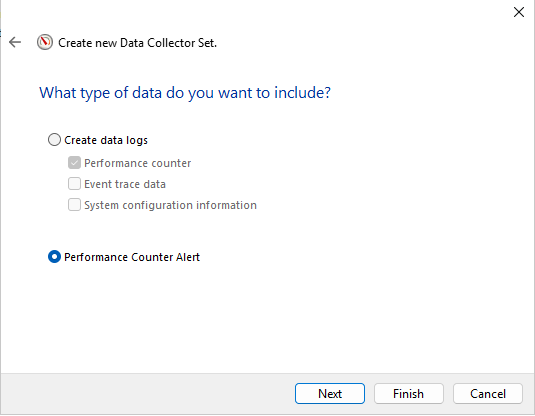 Create new Data Collector Set.
What type of data do you want to include?
Create data logs
Performance counter
Event trace data
System configuration information
Performance Counter Alert
Next
Finish
Cancel